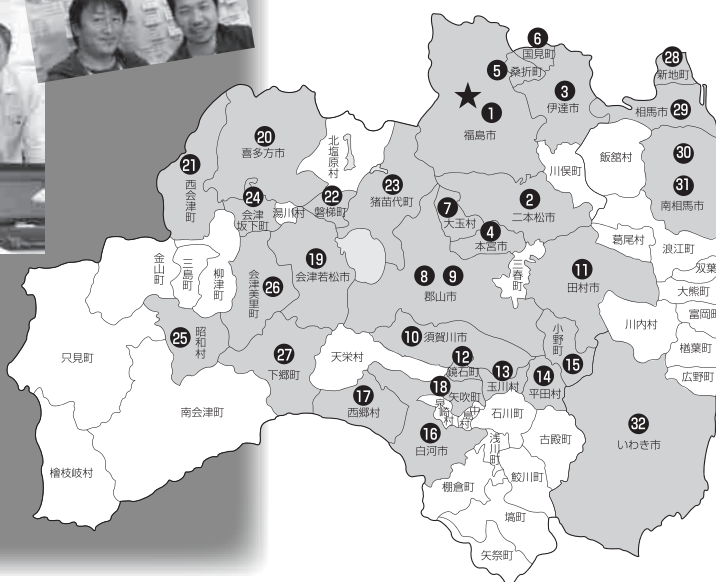 6
国見町
5
桑折町
★
1
福島市
3
伊達市
28
新地町
相馬市 29
30
31
南相馬市
飯舘村
川俣町
20
喜多方市
北塩原村
21
西会津町
24
会津坂下町
湯川村
22
磐梯町
23
猪苗代町
7
大玉村
2
二本松市
4
本宮市
葛尾村
浪江町
双葉
大熊町
富岡町
川内村
楢葉町
広野町
金山町
三島町
柳津町
会津美里町
26
19
会津若松市
8 9
郡山市
三春町
11
田村市
小野町
15
10 須賀川市
12
鏡石町
13
玉川村
14
平田村
25
昭和村
只見町
27
下郷町
天栄村
18
矢吹町
泉崎村
中島村
石川町
17
西郷村
16
白河市
浅川町
古殿町
32
いわき市
南会津町
檜枝岐村
棚倉町
鮫川村
塙町
矢祭町